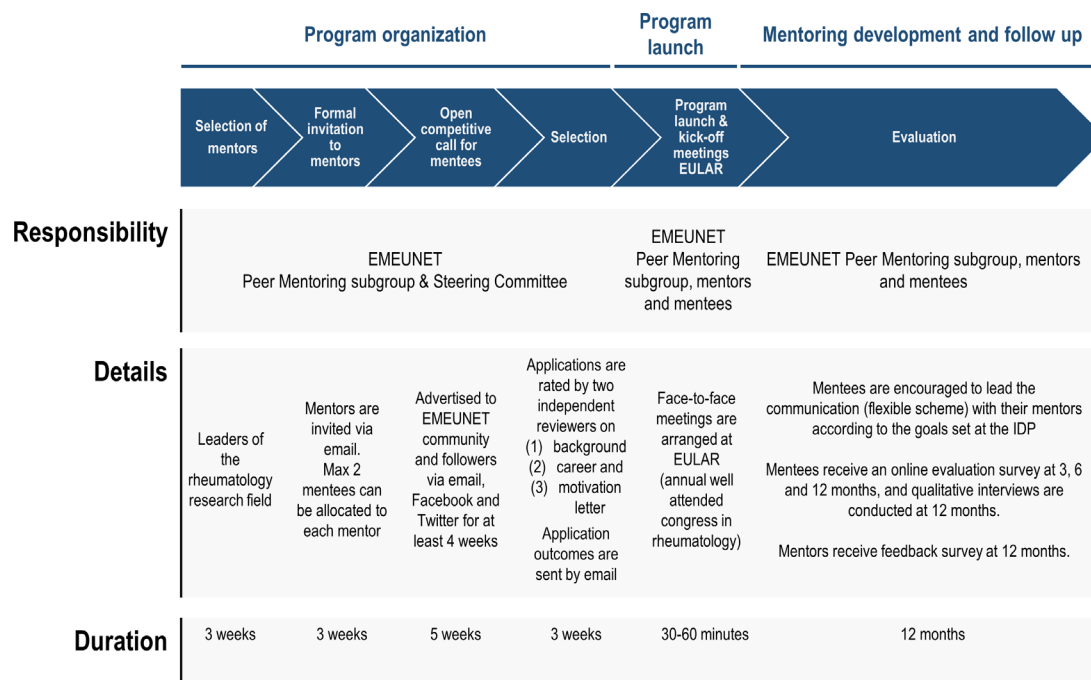 Program organization
Program
launch
Mentoring development and follow up
Selection of
mentors
Formal
invitation
to
mentors
Open
competitive
call for
mentees
Selection
Program
launch &
kick-off
meetings
EULAR
Evaluation
Responsibility
EMEUNET
Peer Mentoring subgroup & Steering Committee
EMEUNET
Peer Mentoring
subgroup, mentors
and mentees
EMEUNET Peer Mentoring subgroup, mentors
and mentees
Details
Leaders of
the
rheumatology
research field
Mentors are
invited via
email.
Max 2
mentees can
be allocated to
each mentor
Advertised to
EMEUNET
community
and followers
via email,
Facebook and
Twitter for at
least 4 weeks
Applications are
rated by two
independent
reviewers on
(1) background
(2) career and
(3) motivation
letter
Application
outcomes are
sent by email
Face-to-face
meetings are
arranged at
EULAR
(annual well
attended
congress in
rheumatology)
Mentees are encouraged to lead the
communication (flexible scheme) with their mentors
according to the goals set at the IDP
Mentees receive an online evaluation survey at 3, 6
and 12 months, and qualitative interviews are
conducted at 12 months.
Mentors receive feedback survey at 12 months.
Duration
3 weeks
3 weeks
5 weeks
3 weeks
30-60 minutes
12 months